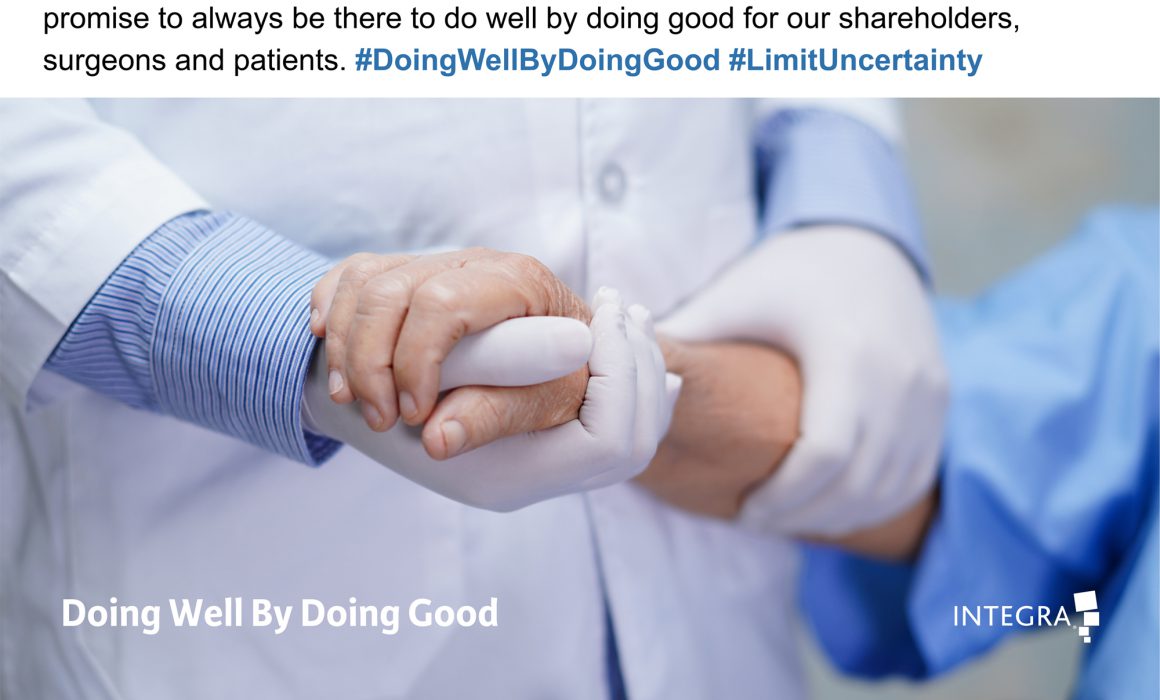 promise to always be there to do well by doing good for our shareholders,
surgeons and patients. #DoingWellByDoingGood #LimitUncertainty
Doing Well By Doing Good
INTEGRA®